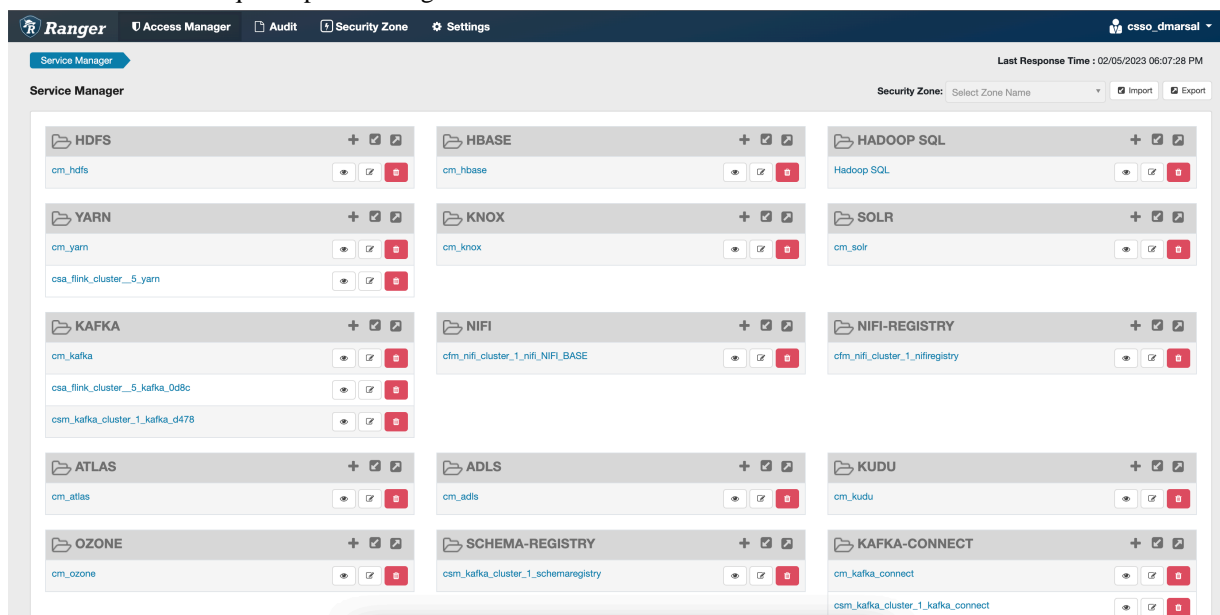 Ranger Access Manager Audit Security Zone Settings csso_dmarsal
Service Manager Last Response Time : 02/05/2023 06:07:28 PM
Service Manager Security Zone: Select Zone Name Import Export
HDFS HBASE HADOOP SQL
cm_hdfs cm_hbase Hadoop SQL
YARN KNOX SOLR
cm_yarn cm_knox cm_solr
csa_flink_cluster__5_yarn
KAFKA NIFI NIFI-REGISTRY
cm_kafka cfm_nifi_cluster_1_nifi_NIFI_BASE cfm_nifi_cluster_1_nifiregistry
csa_flink_cluster__5_kafka_0d8c
csm_kafka_cluster_1_kafka_d478
ATLAS ADLS KUDU
cm_atlas cm_adls cm_kudu
OZONE SCHEMA-REGISTRY KAFKA-CONNECT
cm_ozone csm_kafka_cluster_1_schemaregistry cm_kafka_connect
csm_kafka_cluster_1_kafka_connect